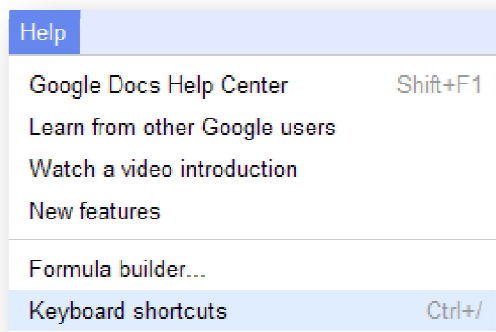 Help
Google Docs Help Center Shift+F1
Learn from other Google users
Watch a video introduction
New features
Formula builder...
Keyboard shortcuts Ctrl+/